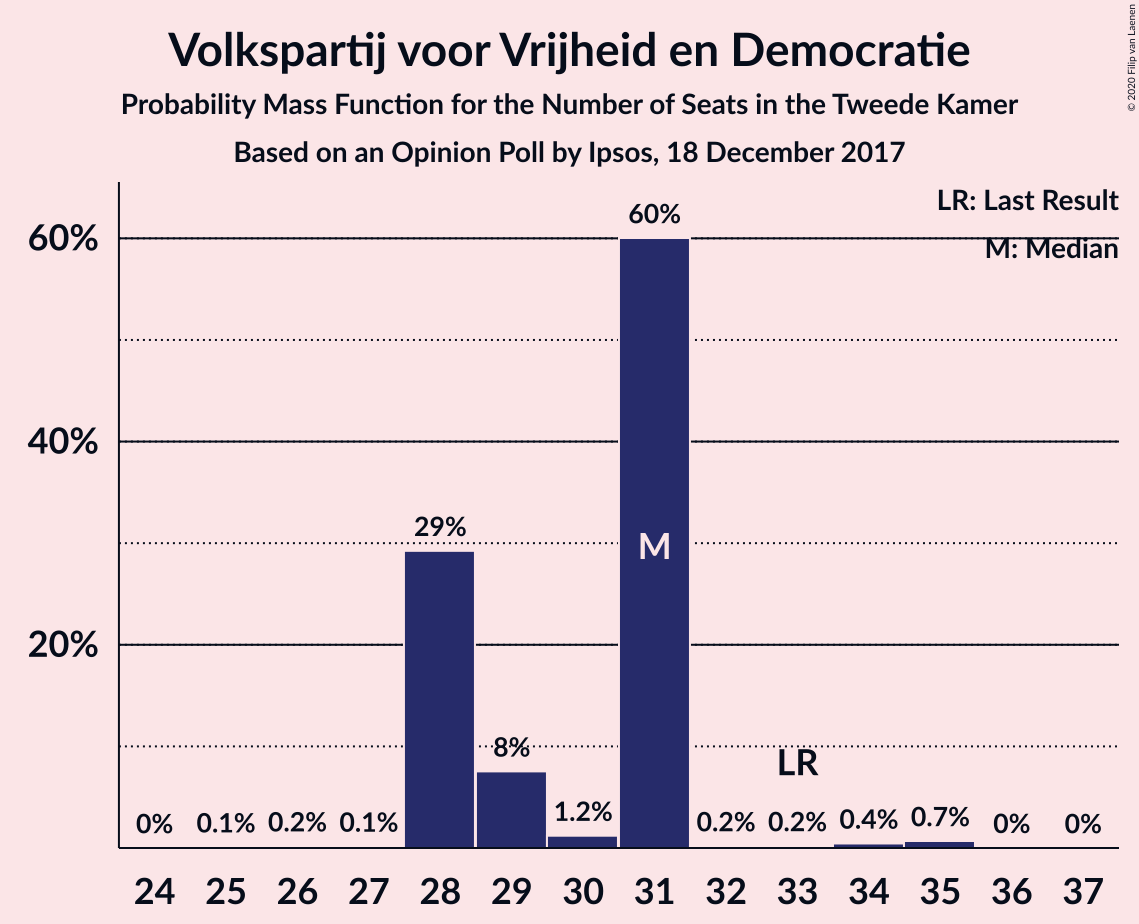 Volkspartij voor Vrijheid en Democratie
Probability Mass Function for the Number of Seats in the Tweede Kamer
Based on an Opinion Poll by Ipsos, 18 December 2017
© 2020 Filip van Laenen
LR: Last Result
M: Median
60%
40%
20%
0%
0.1%
0.2%
0.1%
29%
8%
1.2%
60%
M
0.2%
0.2%
LR
0.4%
0.7%
0%
0%
24 25 26 27 28 29 30 31 32 33 34 35 36 37